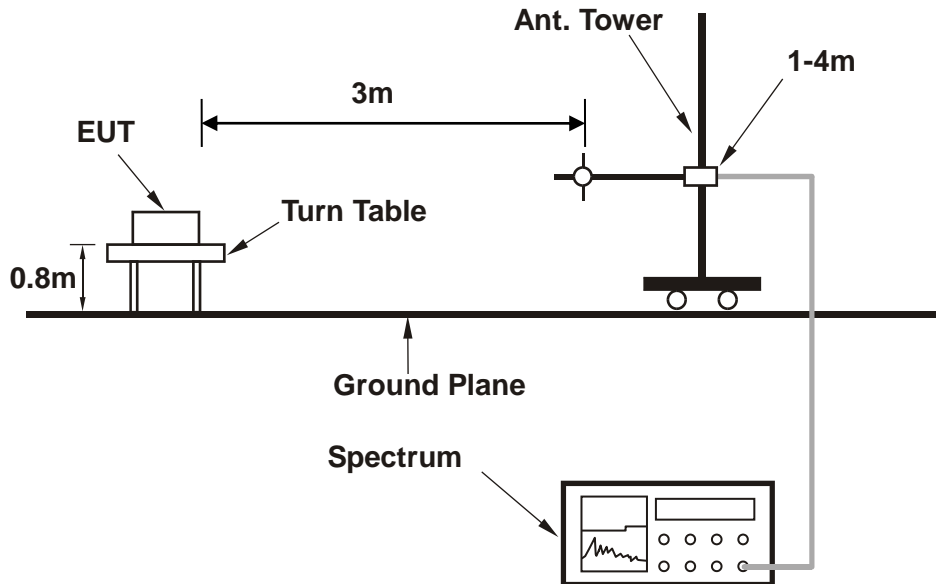 Ant. Tower
1-4m
3m
EUT
Turn Table
0.8m
Ground Plane
Spectrum